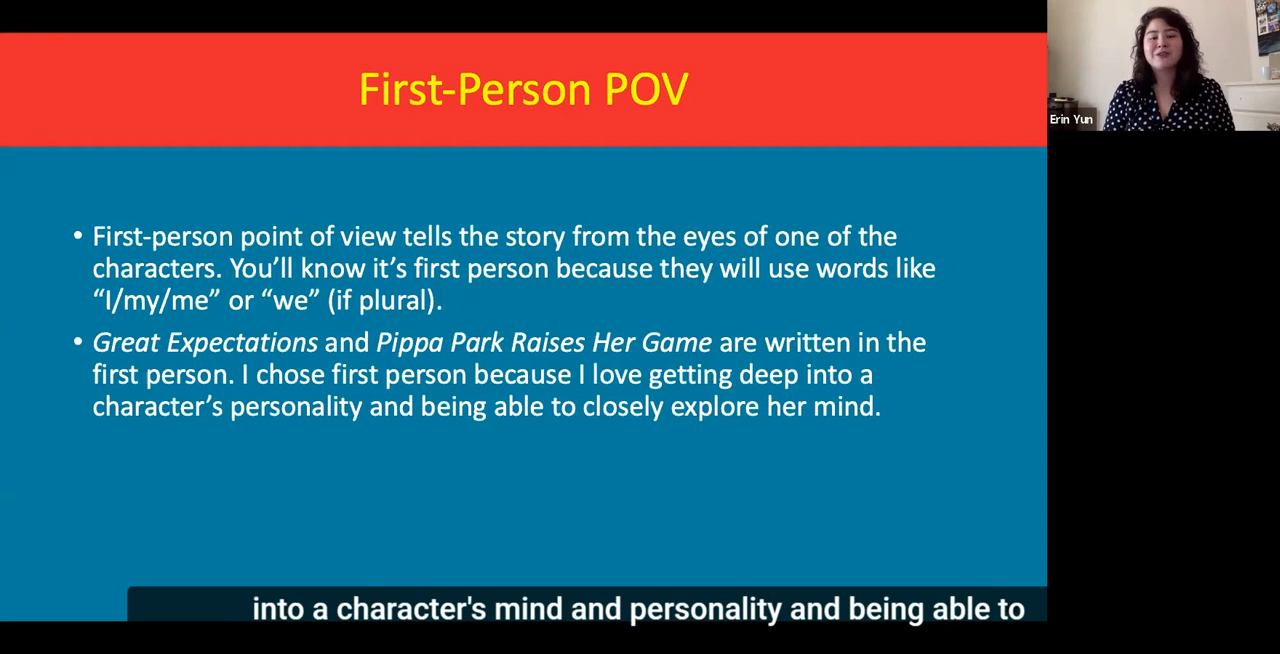 First-Person POV
Erin Yun
• First-person point of view tells the story from the eyes of one of the
characters. You’ll know it’s first person because they will use words like
“I/my/me” or “we” (if plural).
• Great Expectations and Pippa Park Raises Her Game are written in the
first person. I chose first person because I love getting deep into a
character’s personality and being able to closely explore her mind.
into a character's mind and personality and being able to